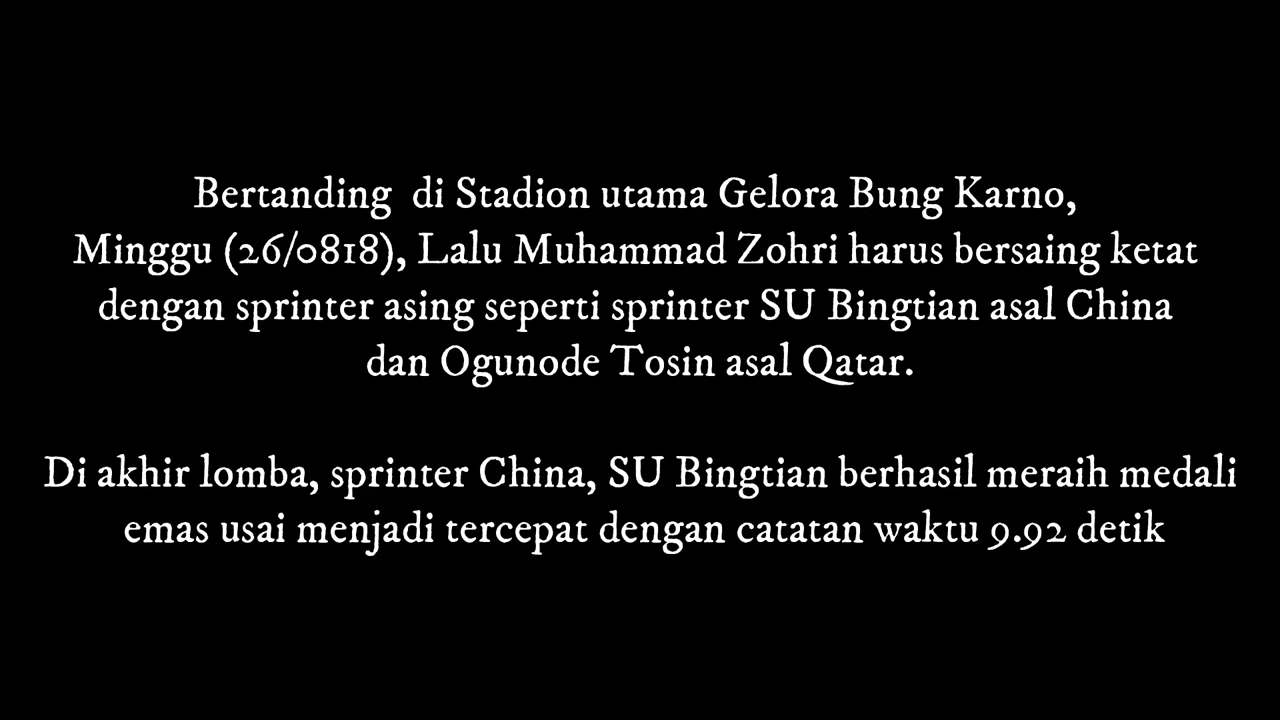 Bertanding  di Stadion utama Gelora Bung Karno,
Minggu (26/0818), Lalu Muhammad Zohri harus bersaing ketat
dengan sprinter asing seperti sprinter SU Bingtian asal China
dan Ogunode Tosin asal Qatar.
Di akhir lomba, sprinter China, SU Bingtian berhasil meraih medali
emas usai menjadi tercepat dengan catatan waktu 9.92 detik